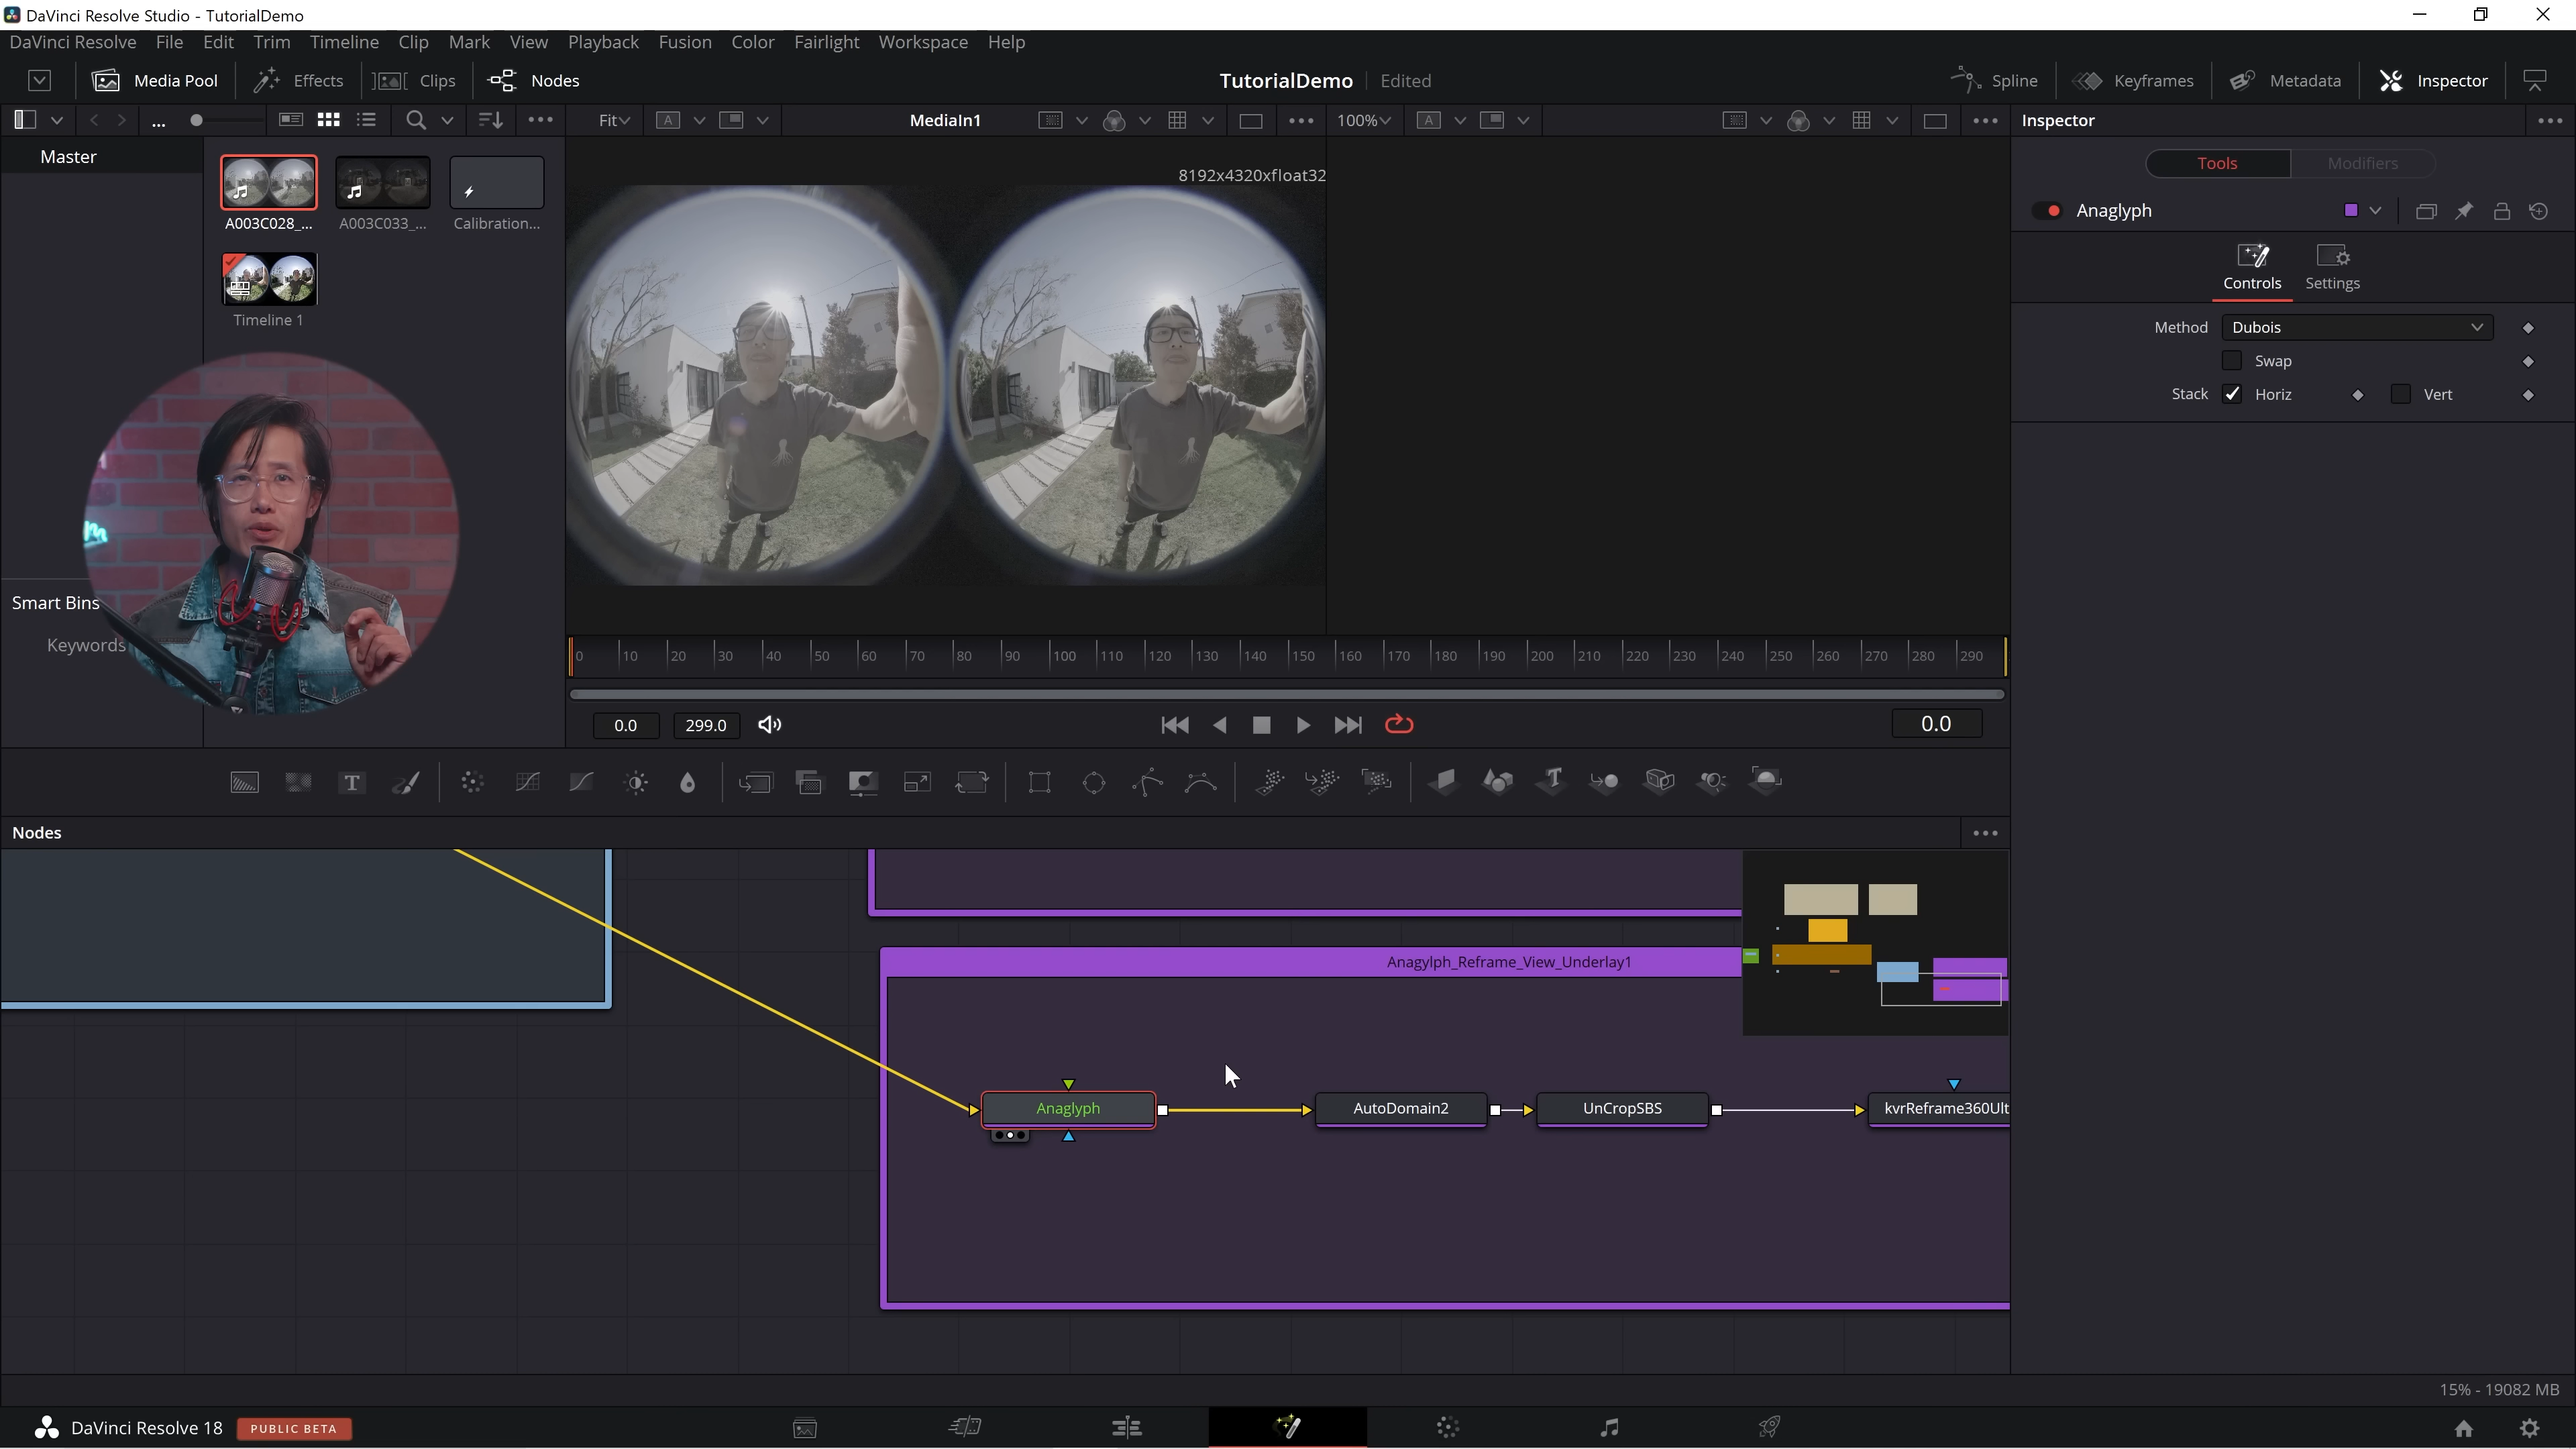 DaVinci Resolve Studio - TutorialDemo
DaVinci Resolve File Edit Trim Timeline Clip Mark View Playback Fusion Color Fairlight Workspace Help
Media Pool Effects Clips Nodes TutorialDemo Edited Spline Keyframes Metadata Inspector
... Fit A MediaIn1 100% A Inspector
Master
8192x4320xfloat32
Tools Modifiers
A003C028_... A003C033_... Calibration...
Anaglyph
Timeline 1
Controls Settings
Method Dubois
Swap
Stack Horiz Vert
Smart Bins
Keywords
0 10 20 30 40 50 60 70 80 90 100 110 120 130 140 150 160 170 180 190 200 210 220 230 240 250 260 270 280 290
0.0 299.0 0.0
T T
Nodes
Anagylph_Reframe_View_Underlay1
Anaglyph AutoDomain2 UnCropSBS kvrReframe360Ult
15% - 19082 MB
DaVinci Resolve 18 PUBLIC BETA